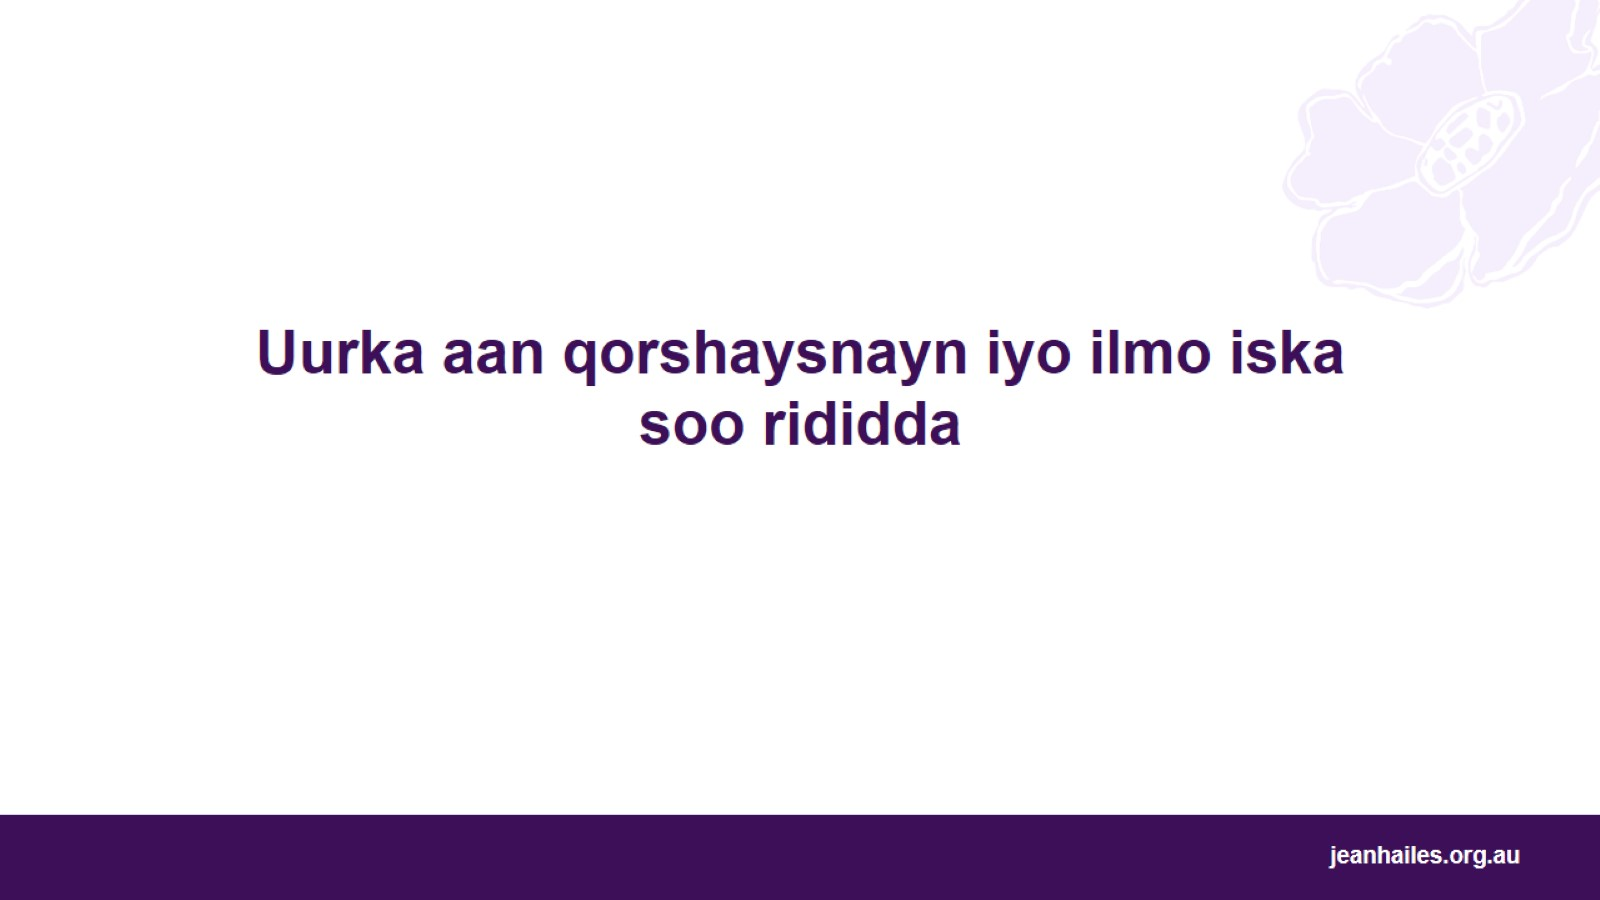 Uurka aan qorshaysnayn iyo ilmo iska
soo rididda
jeanhailes.org.au